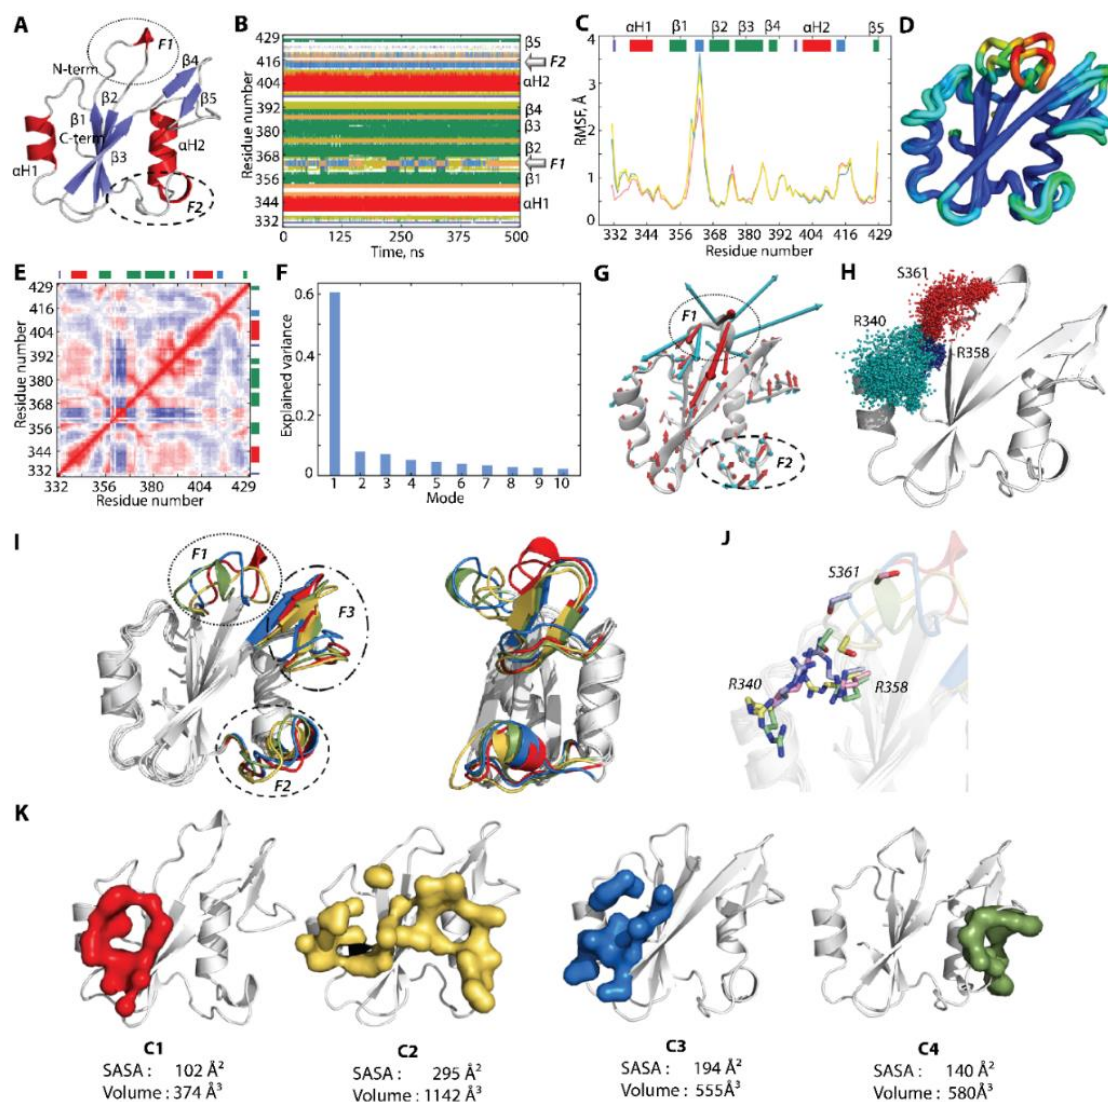 A
F1
N-term
β4
β2
β5
β1
C-term
αH2
β3
αH1
F2
B
Residue number
429
416
404
392
380
368
356
344
332
0
125
250
375
500
Time, ns
β5
F2
αH2
β4
β3
β2
F1
β1
αH1
C
αH1
β1
β2
β3
β4
αH2
β5
RMSF, Å
4
3
2
1
0
332
344
356
368
380
392
404
416
429
Residue number
D
E
Residue number
429
416
404
392
380
368
356
344
332
332
356
380
404
429
Residue number
F
Explained variance
0.6
0.4
0.2
0
1
2
3
4
5
6
7
8
9
10
Mode
G
F1
F2
H
S361
R340
R358
I
F1
F3
F2
J
S361
R340
R358
K
C1
SASA : 102 Å²
Volume : 374 Å³
C2
SASA : 295 Å²
Volume : 1142 Å³
C3
SASA : 194 Å²
Volume : 555Å³
C4
SASA : 140 Å²
Volume : 580Å³